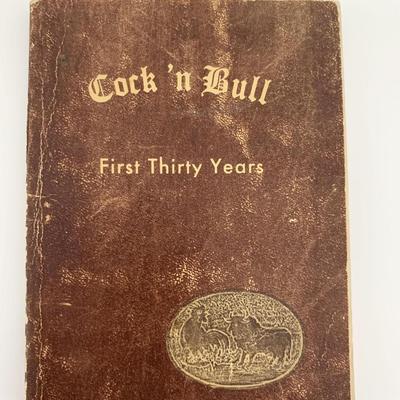 Cock 'n Bull
First Thirty Years